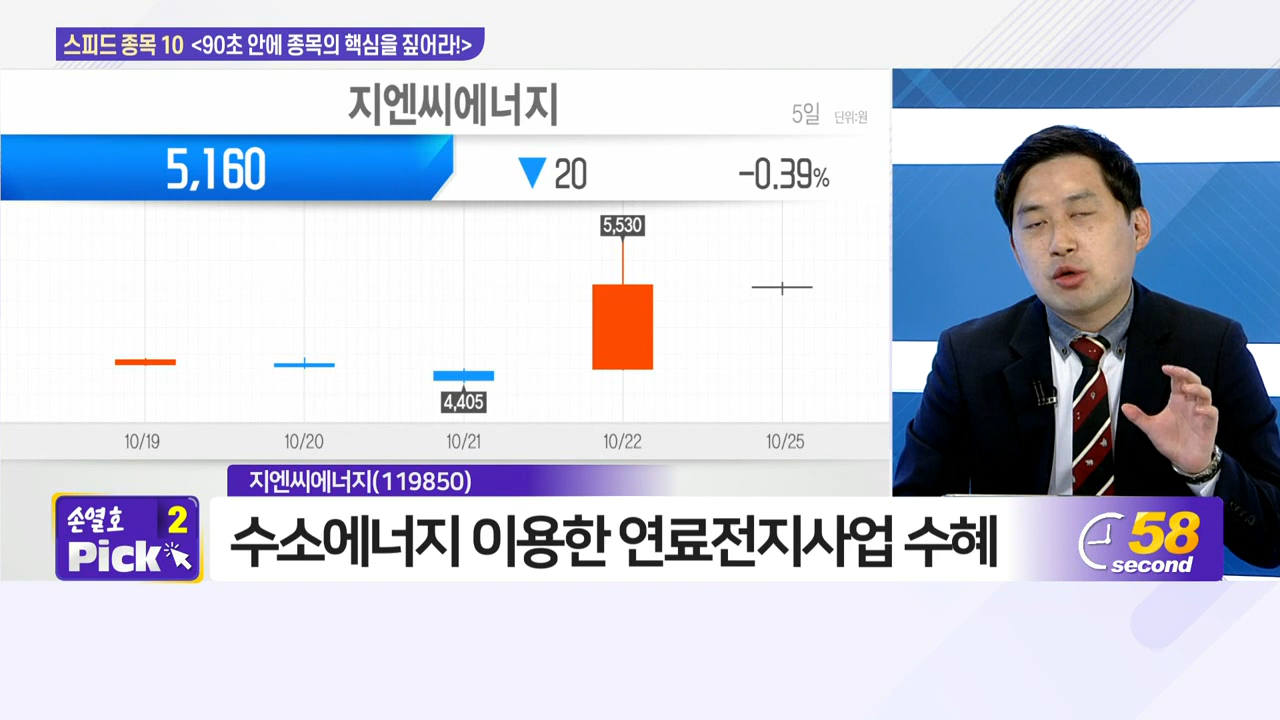 스피드 종목 10 <90초 안에 종목의 핵심을 짚어라!>
지엔씨에너지
5일 단위:원
5,160 ▼20 -0.39%
5,530
4,405
10/19 10/20 10/21 10/22 10/25
지엔씨에너지(119850)
손열호 2
Pick
수소에너지 이용한 연료전지사업 수혜
58
second